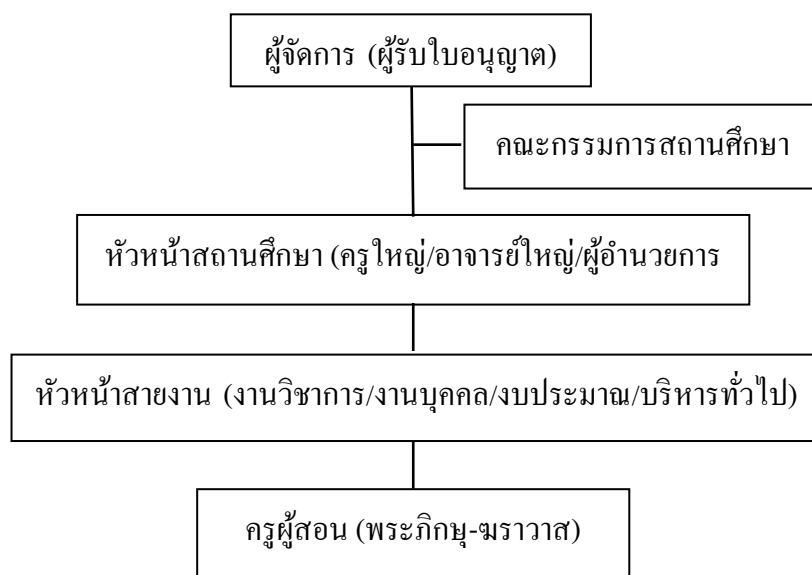 ผู้จัดการ (ผู้รับใบอนุญาต)
คณะกรรมการสถานศึกษา
หัวหน้าสถานศึกษา (ครูใหญ่/อาจารย์ใหญ่/ผู้อำนวยการ
หัวหน้าสายงาน (งานวิชาการ/งานบุคคล/งบประมาณ/บริหารทั่วไป)
ครูผู้สอน (พระภิกษุ-ฆราวาส)